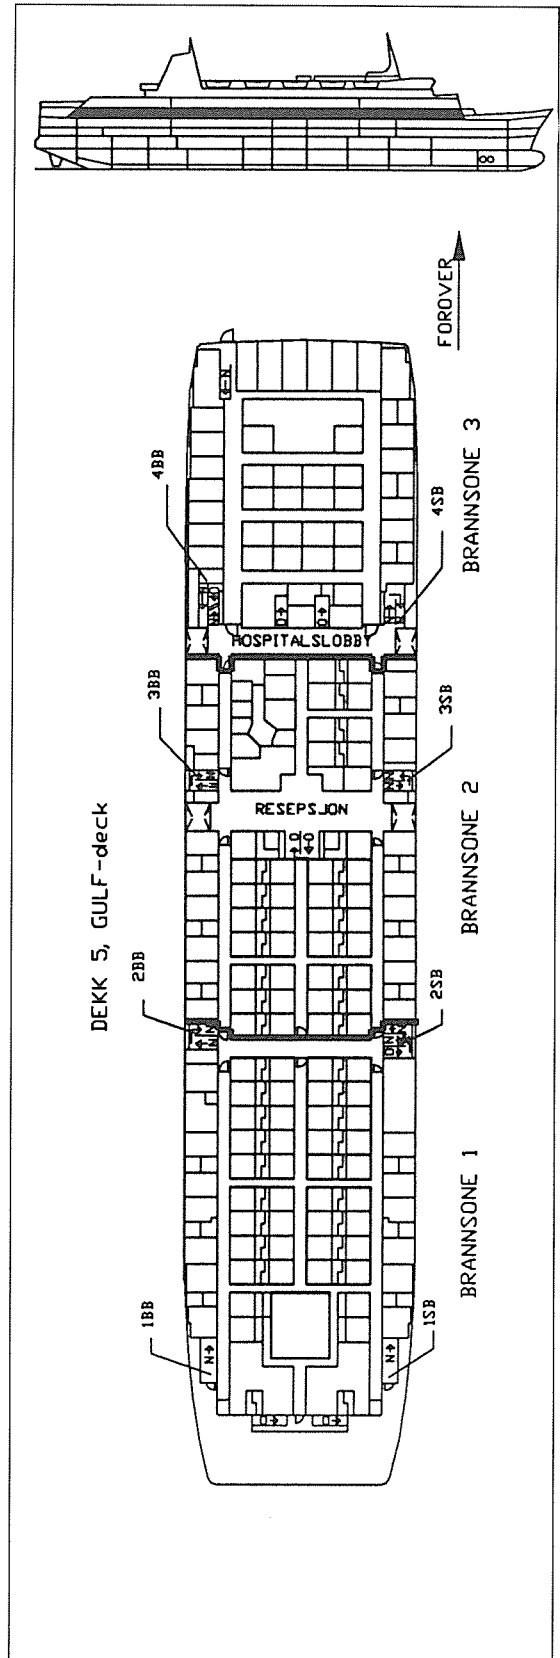 FOROVER
DEKK 5, GULF-deck
1BB
2BB
3BB
4BB
RESEPSJON
HOSPITALSLOBBY
1SB
2SB
3SB
4SB
BRANNSONE 1
BRANNSONE 2
BRANNSONE 3